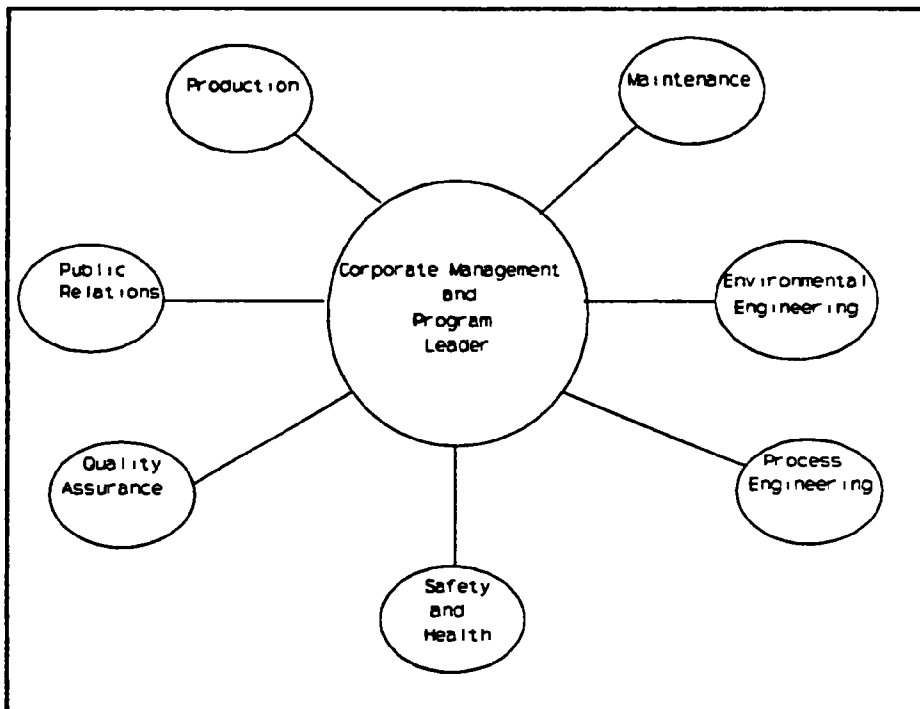 Production
Maintenance
Public
Relations
Corporate Management
and
Program
Leader
Environmental
Engineering
Quality
Assurance
Process
Engineering
Safety
and
Health